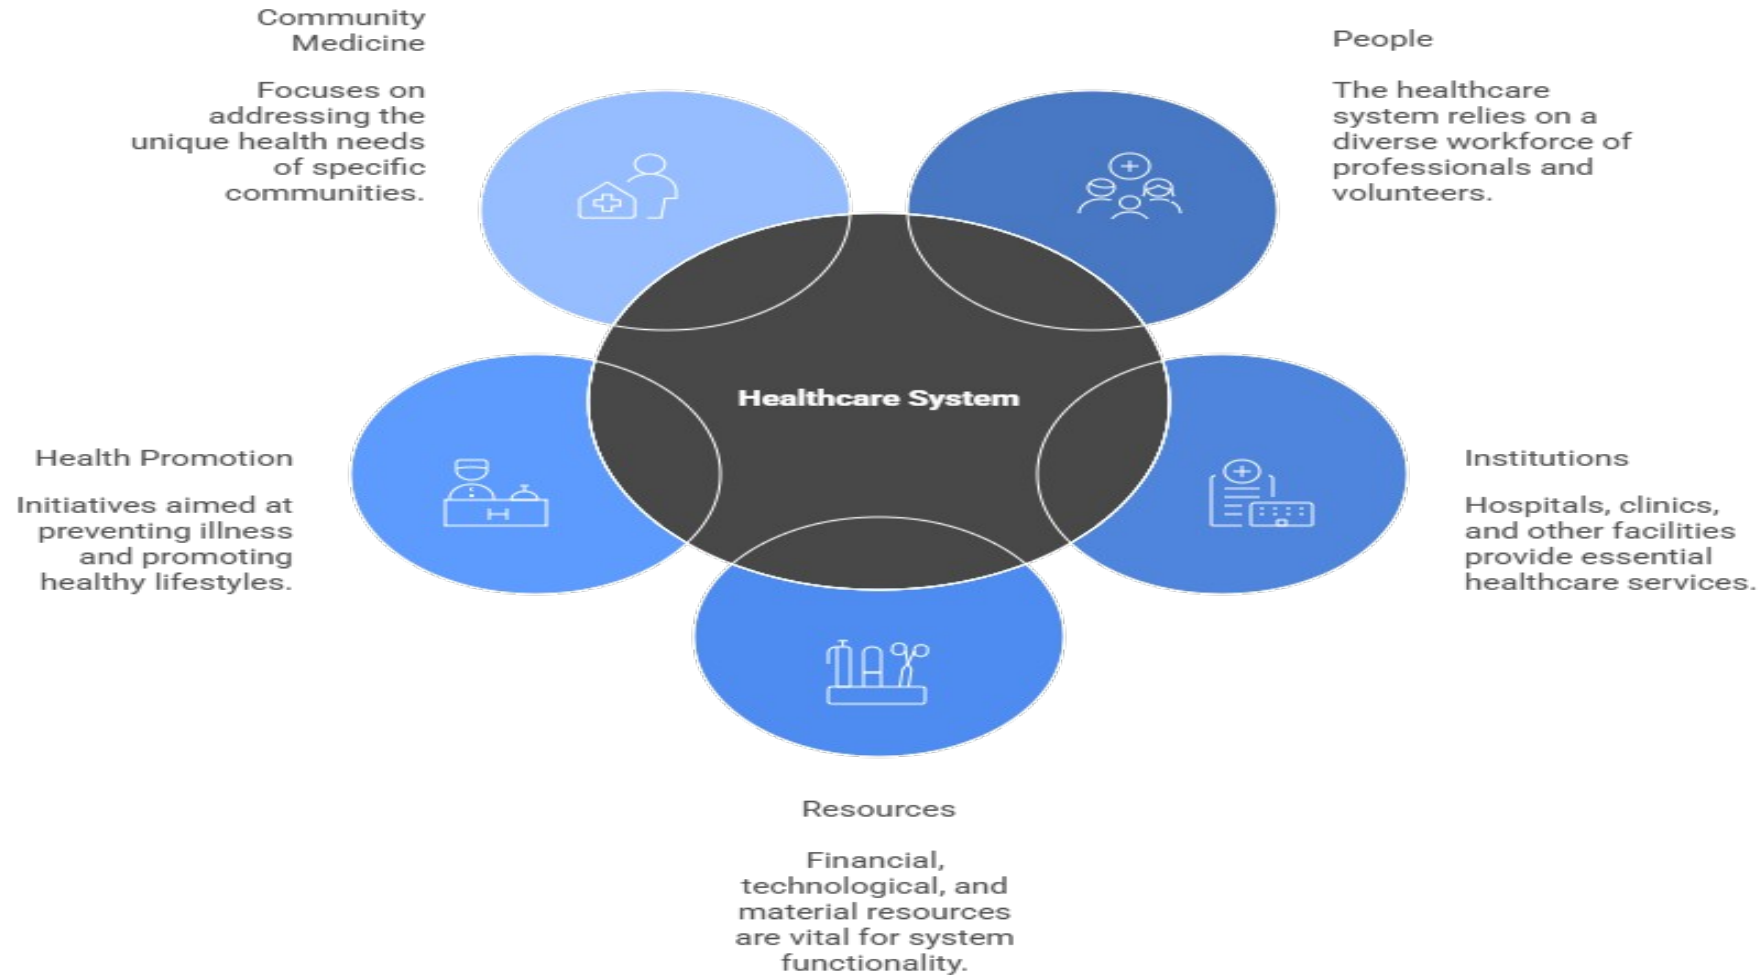 Community
Medicine
Focuses on
addressing the
unique health needs
of specific
communities.
People
The healthcare
system relies on a
diverse workforce of
professionals and
volunteers.
Healthcare System
Health Promotion
Initiatives aimed at
preventing illness
and promoting
healthy lifestyles.
H
Institutions
Hospitals, clinics,
and other facilities
provide essential
healthcare services.
Resources
Financial,
technological, and
material resources
are vital for system
functionality.